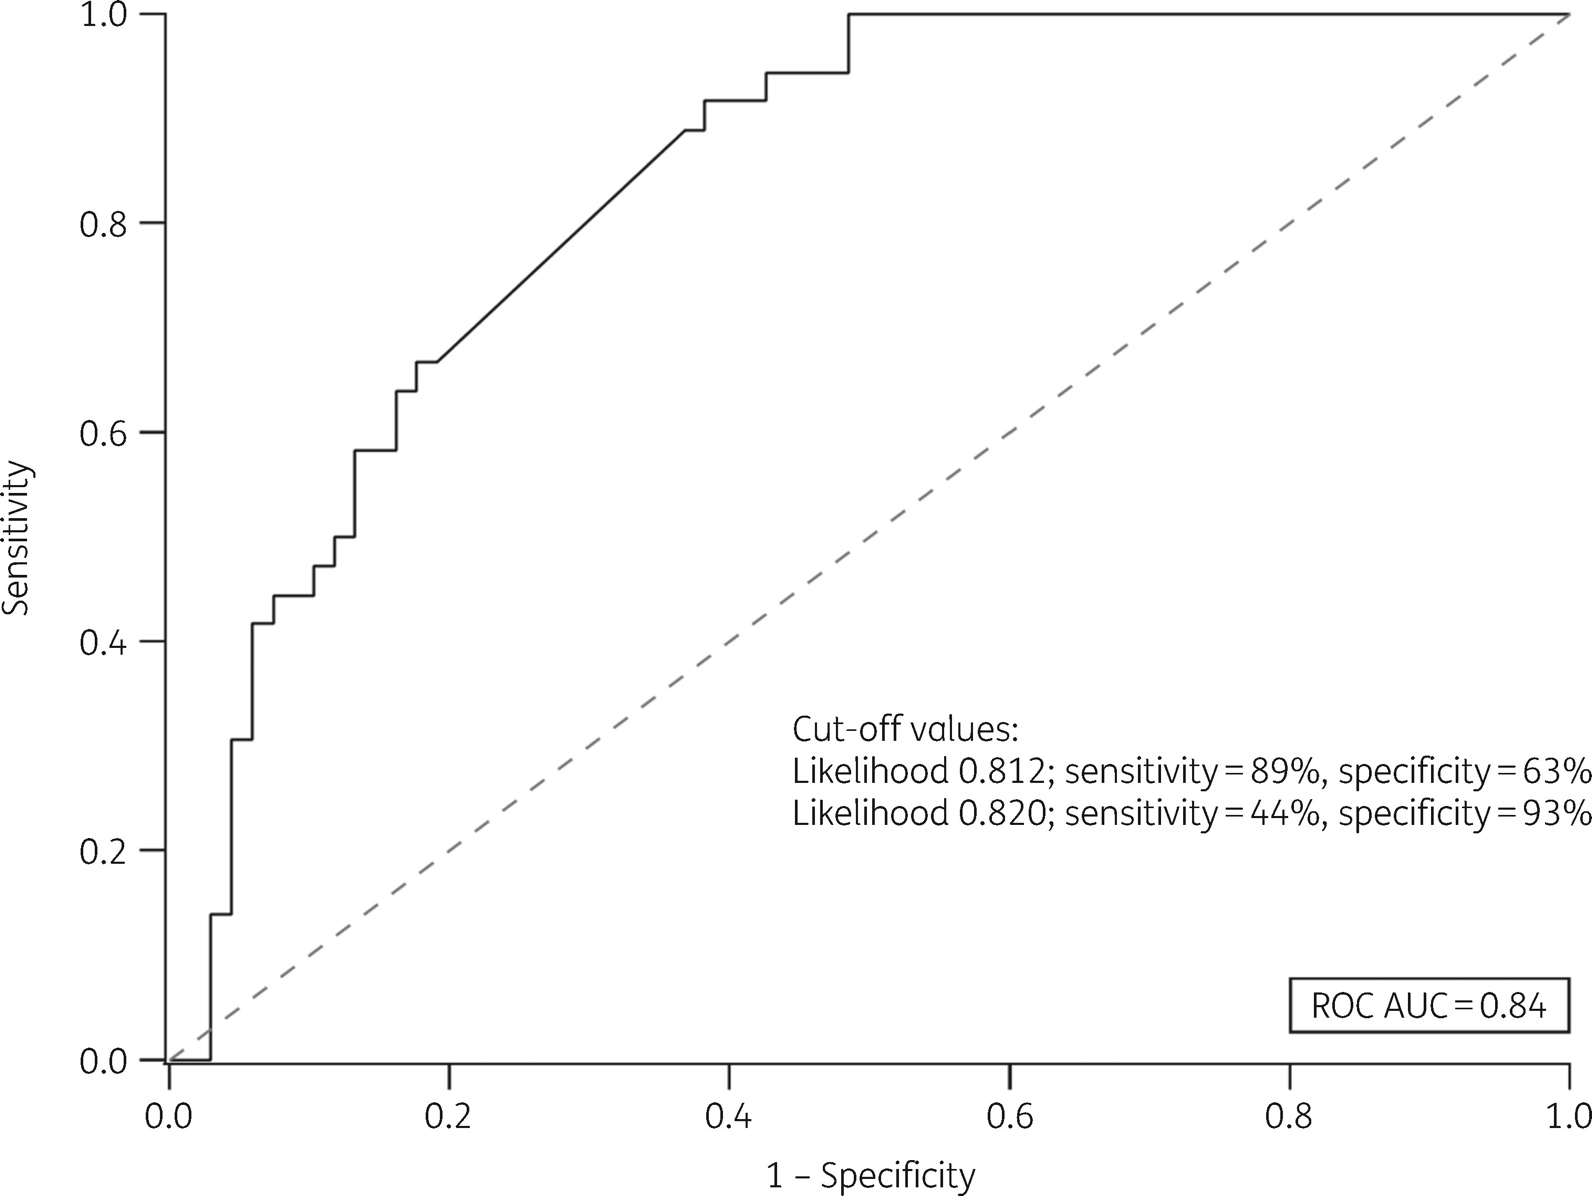 1.0
0.8
0.6
0.4
0.2
0.0
Sensitivity
Cut-off values:
Likelihood 0.812; sensitivity = 89%, specificity = 63%
Likelihood 0.820; sensitivity = 44%, specificity = 93%
ROC AUC = 0.84
0.0 0.2 0.4 0.6 0.8 1.0
1 – Specificity